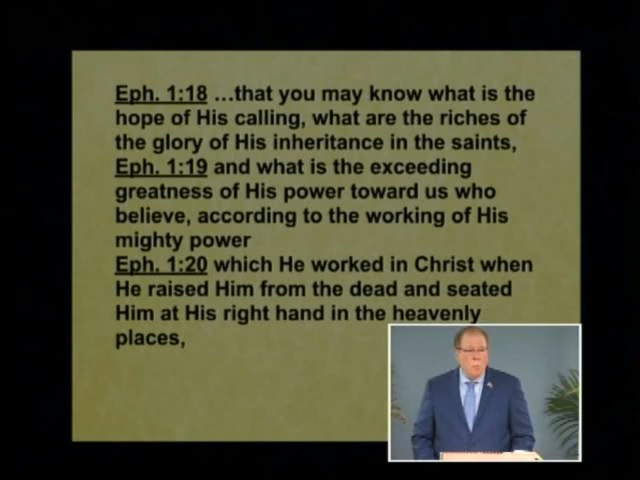 Eph. 1:18 …that you may know what is the
hope of His calling, what are the riches of
the glory of His inheritance in the saints,
Eph. 1:19 and what is the exceeding
greatness of His power toward us who
believe, according to the working of His
mighty power
Eph. 1:20 which He worked in Christ when
He raised Him from the dead and seated
Him at His right hand in the heavenly
places,